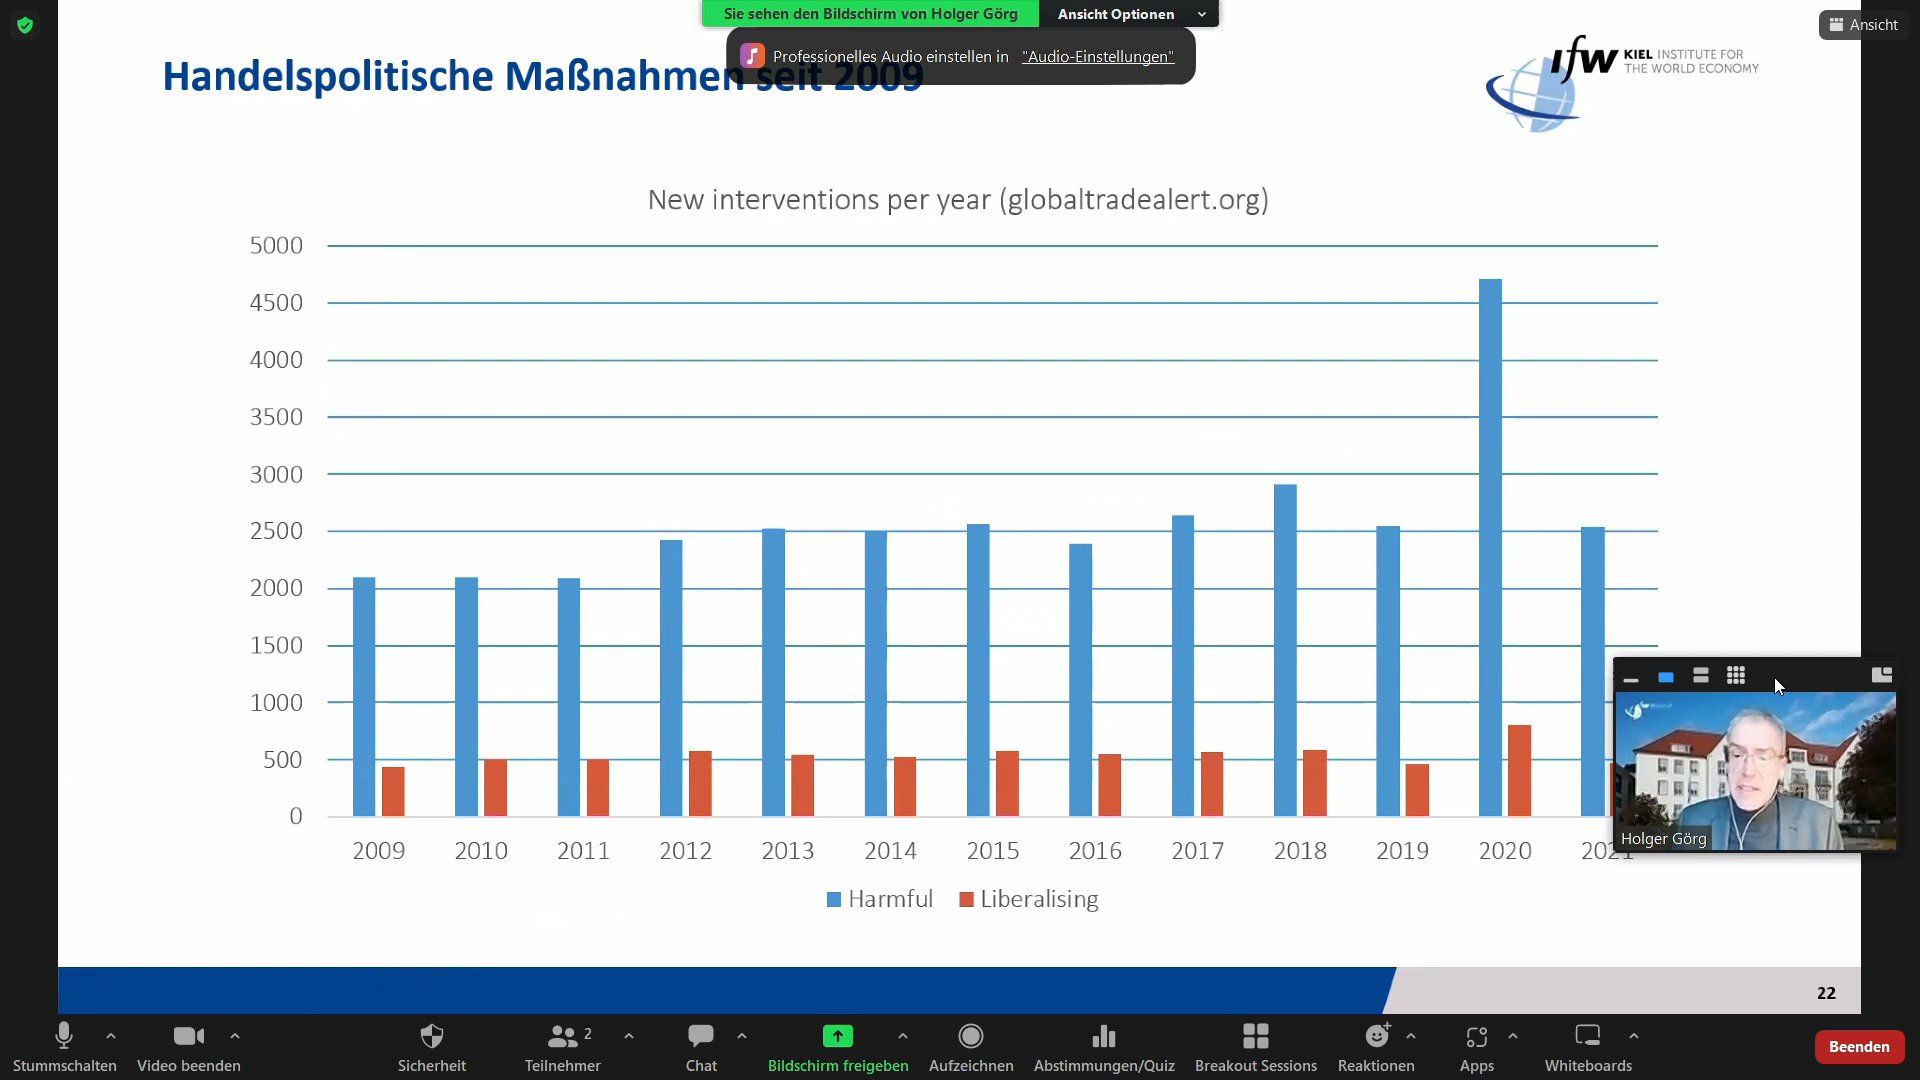 Sie sehen den Bildschirm von Holger Görg
Ansicht Optionen
Ansicht
Professionelles Audio einstellen in "Audio-Einstellungen"
Handelspolitische Maßnahmen seit 2009
ifw KIEL INSTITUTE FOR
THE WORLD ECONOMY
New interventions per year (globaltradealert.org)
5000
4500
4000
3500
3000
2500
2000
1500
1000
500
0
2009 2010 2011 2012 2013 2014 2015 2016 2017 2018 2019 2020 2021
Harmful Liberalising
Holger Görg
22
2
Stummschalten Video beenden Sicherheit Teilnehmer Chat Bildschirm freigeben Aufzeichnen Abstimmungen/Quiz Breakout Sessions Reaktionen Apps Whiteboards Beenden